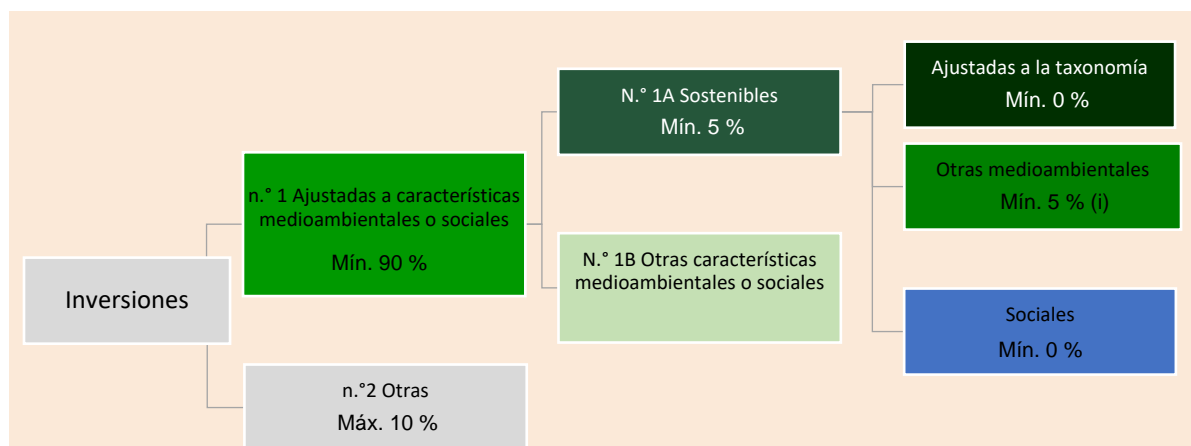 Inversiones
n.° 1 Ajustadas a características
medioambientales o sociales
Mín. 90 %
n.°2 Otras
Máx. 10 %
N.° 1A Sostenibles
Mín. 5 %
N.° 1B Otras características
medioambientales o sociales
Ajustadas a la taxonomía
Mín. 0 %
Otras medioambientales
Mín. 5 % (i)
Sociales
Mín. 0 %